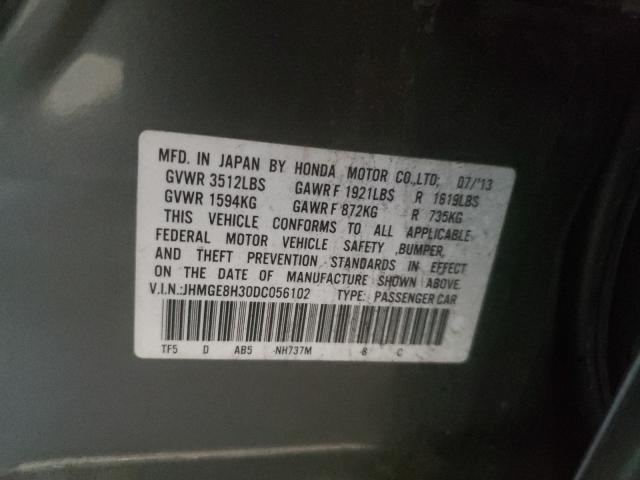 MFD. IN JAPAN BY HONDA MOTOR CO.,LTD; 07/'13
GVWR 3512LBS GAWR F 1921LBS R 1619LBS
GVWR 1594KG GAWR F 872KG R 735KG
THIS VEHICLE CONFORMS TO ALL APPLICABLE
FEDERAL MOTOR VEHICLE SAFETY ,BUMPER,
AND THEFT PREVENTION STANDARDS IN EFFECT
ON THE DATE OF MANUFACTURE SHOWN ABOVE.
V.I.N.:JHMGE8H30DC056102 TYPE: PASSENGER CAR
TF5 D AB5 -NH737M -B C